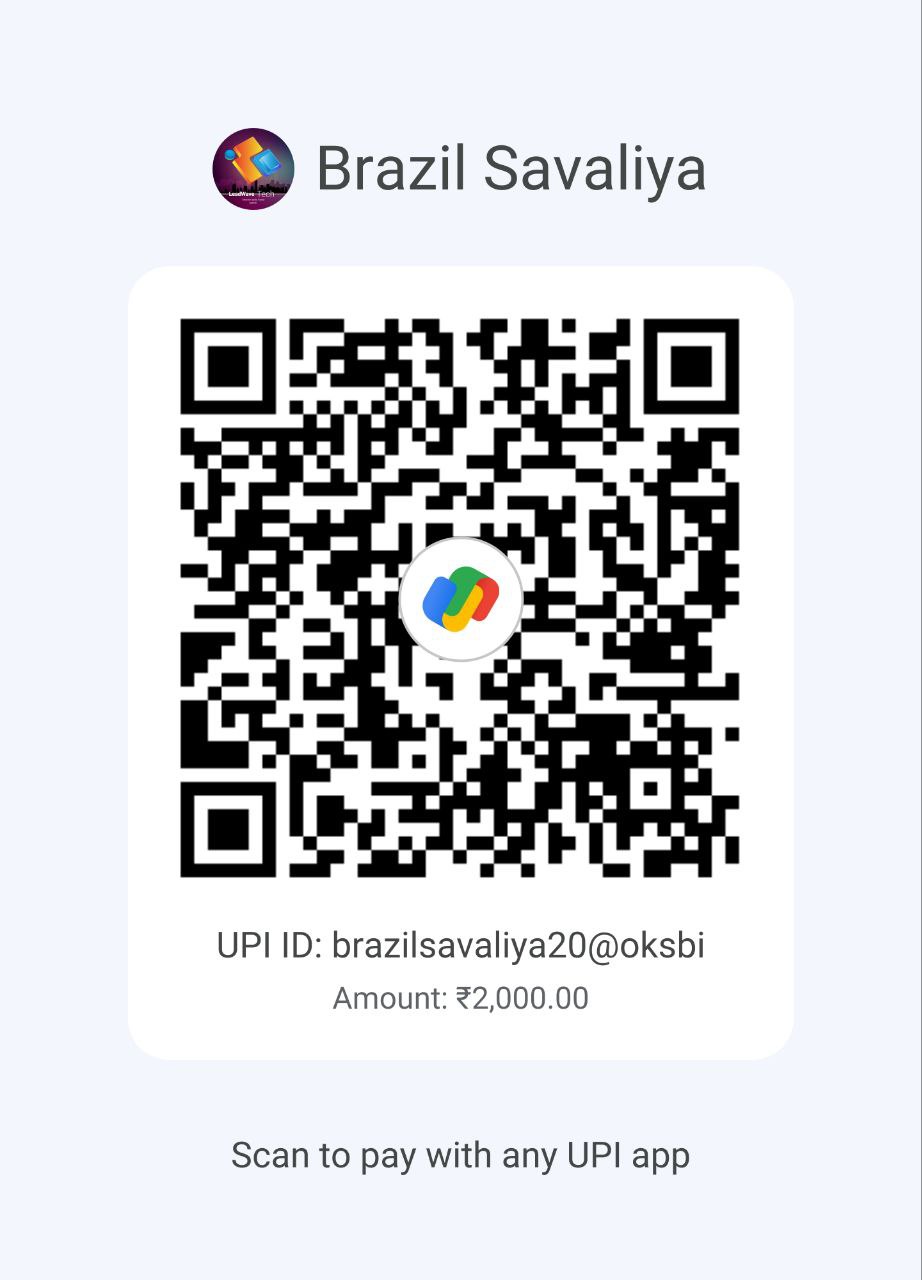 Brazil Savaliya
LeadWave Tech
UPI ID: brazilsavaliya20@oksbi
Amount: ₹2,000.00
Scan to pay with any UPI app